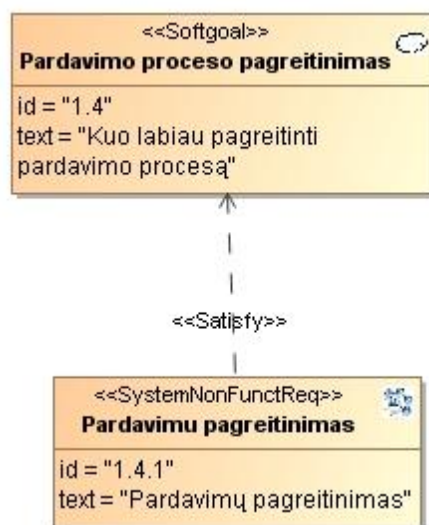 <<Softgoal>>
Pardavimo proceso pagreitinimas
id = "1.4"
text = "Kuo labiau pagreitinti
pardavimo procesą"
<<Satisfy>>
<<SystemNonFunctReq>>
Pardavimu pagreitinimas
id = "1.4.1"
text = "Pardavimų pagreitinimas"